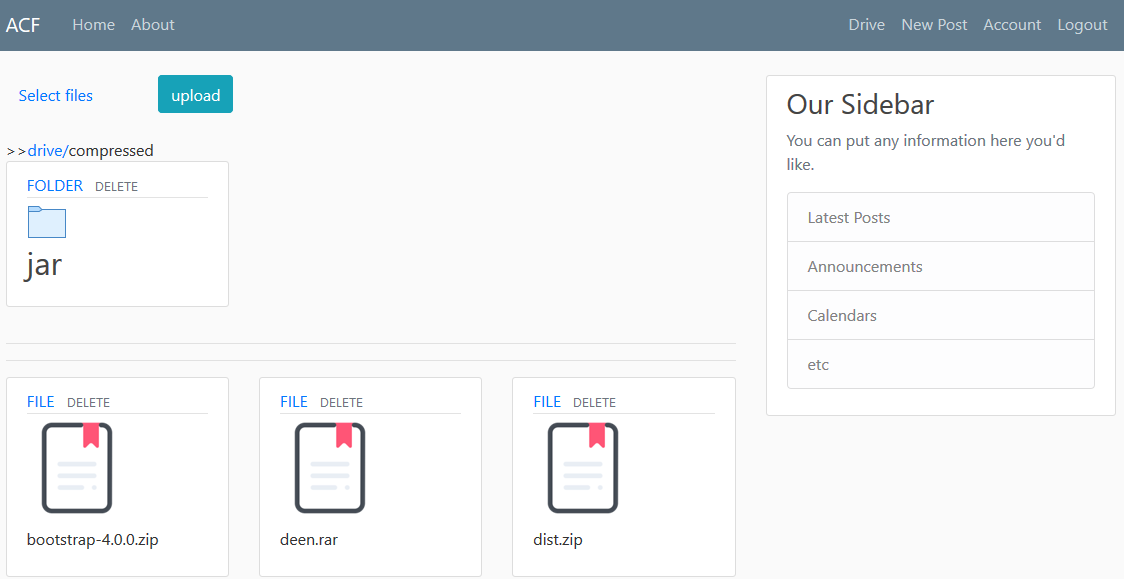 ACF Home About Drive New Post Account Logout
Select files upload
>>drive/compressed
FOLDER DELETE
jar
FILE DELETE
bootstrap-4.0.0.zip
FILE DELETE
deen.rar
FILE DELETE
dist.zip
Our Sidebar
You can put any information here you'd
like.
Latest Posts
Announcements
Calendars
etc